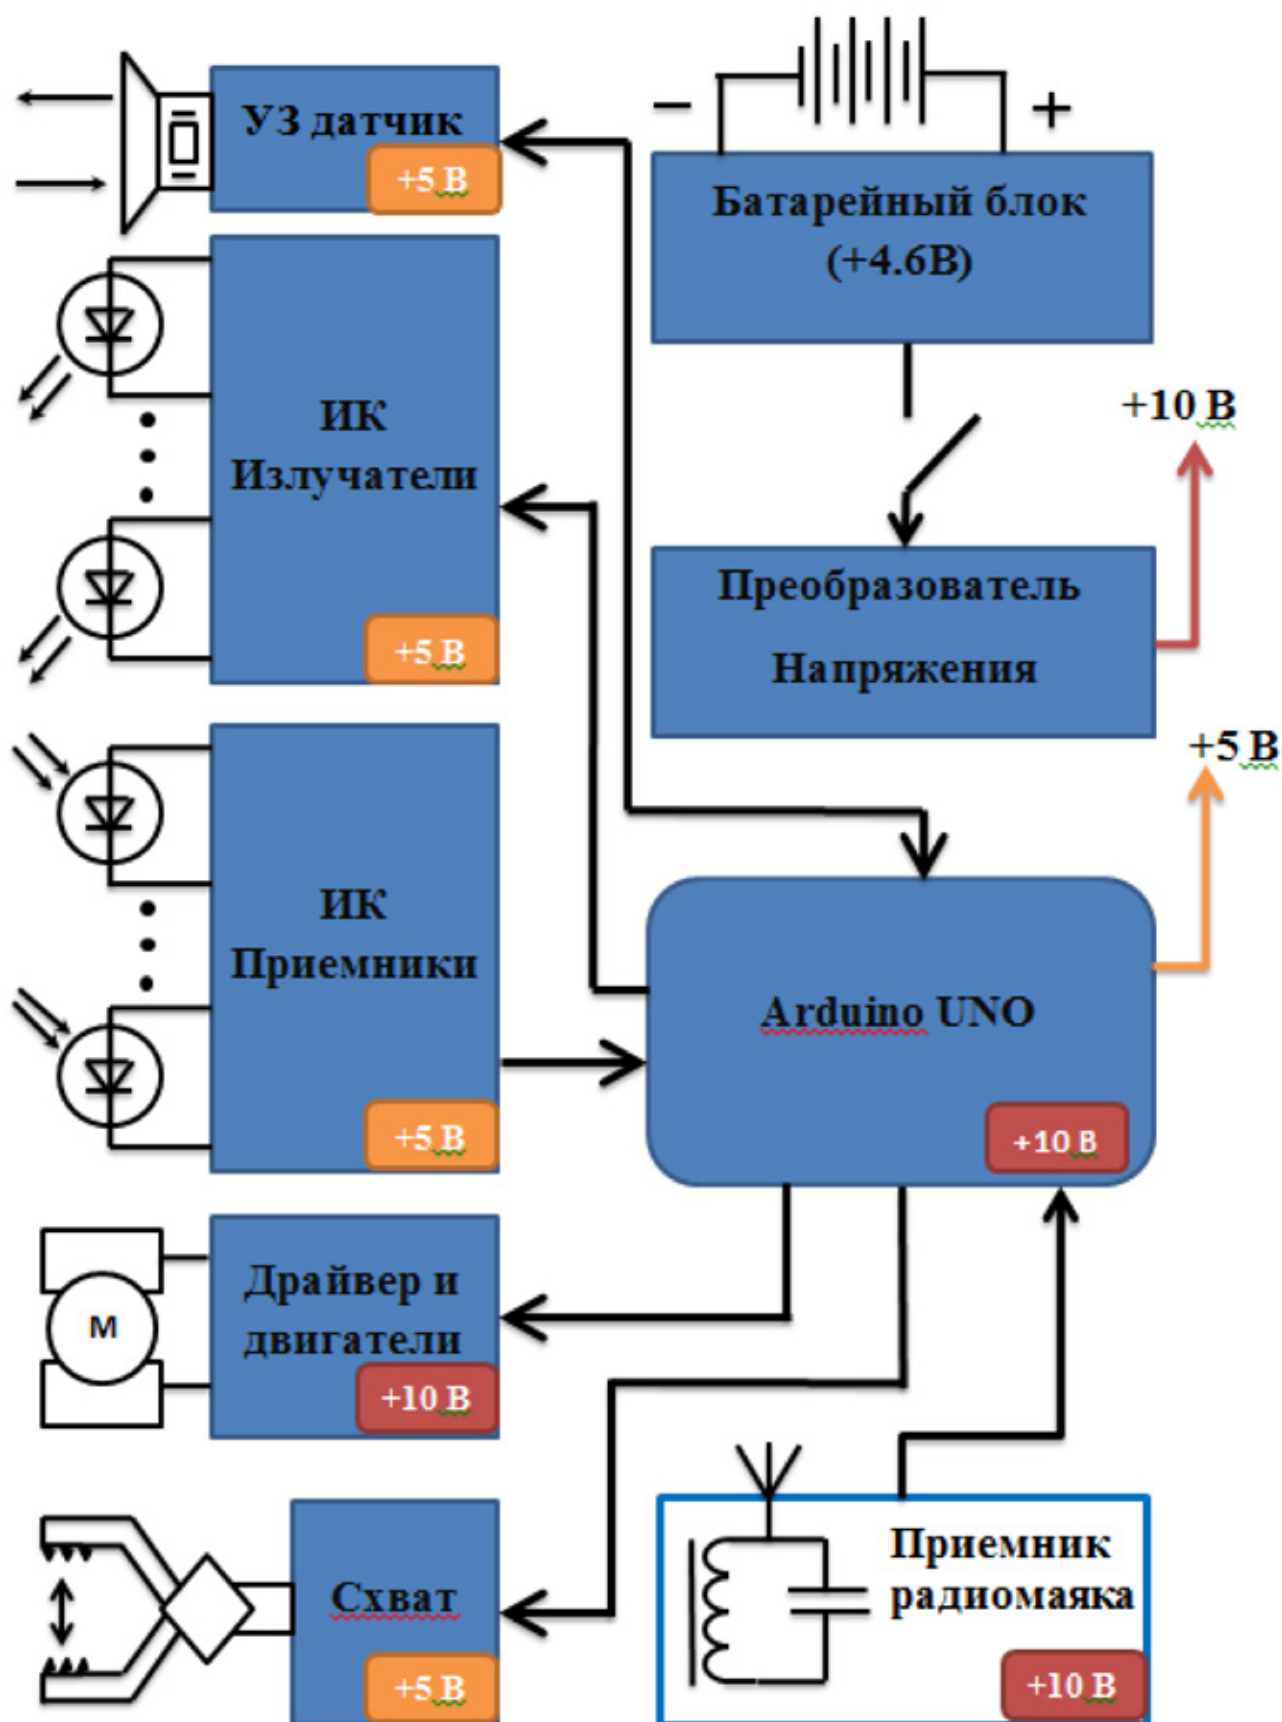 УЗ датчик
+5 В
ИК
Излучатели
+5 В
ИК
Приемники
+5 В
Драйвер и
двигатели
+10 В
М
Схват
+5 В
− +
Батарейный блок
(+4.6В)
+10 В
Преобразователь
Напряжения
+5 В
Arduino UNO
+10 В
Приемник
радиомаяка
+10 В